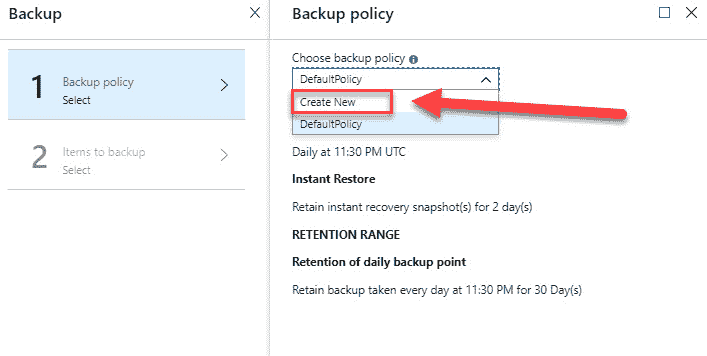 Backup
1
Backup policy
Select
2
Items to backup
Select
Backup policy
Choose backup policy
DefaultPolicy
Create New
DefaultPolicy
Daily at 11:30 PM UTC
Instant Restore
Retain instant recovery snapshot(s) for 2 day(s)
RETENTION RANGE
Retention of daily backup point
Retain backup taken every day at 11:30 PM for 30 Day(s)